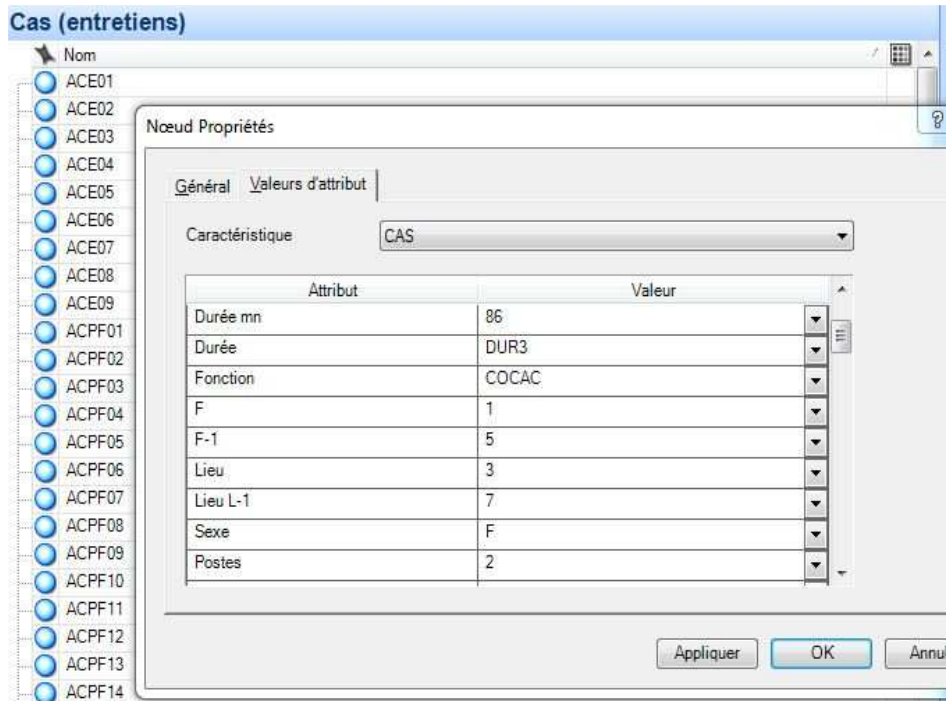 Cas (entretiens)
Nom
ACE01
ACE02
ACE03
ACE04
ACE05
ACE06
ACE07
ACE08
ACE09
ACPF01
ACPF02
ACPF03
ACPF04
ACPF05
ACPF06
ACPF07
ACPF08
ACPF09
ACPF10
ACPF11
ACPF12
ACPF13
ACPF14
Nœud Propriétés
?
Général Valeurs d'attribut
Caractéristique CAS
Attribut Valeur
Durée mn 86
Durée DUR3
Fonction COCAC
F 1
F-1 5
Lieu 3
Lieu L-1 7
Sexe F
Postes 2
Appliquer OK Annul